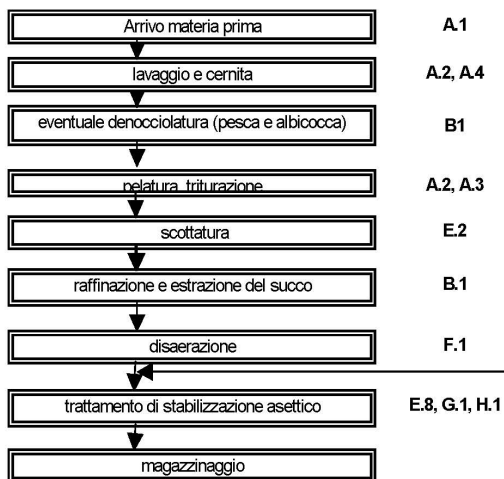 Arrivo materia prima A.1
lavaggio e cernita A.2, A.4
eventuale denocciolatura (pesca e albicocca) B1
pelatura, triturazione A.2, A.3
scottatura E.2
raffinazione e estrazione del succo B.1
disaerazione F.1
trattamento di stabilizzazione asettico E.8, G.1, H.1
magazzinaggio